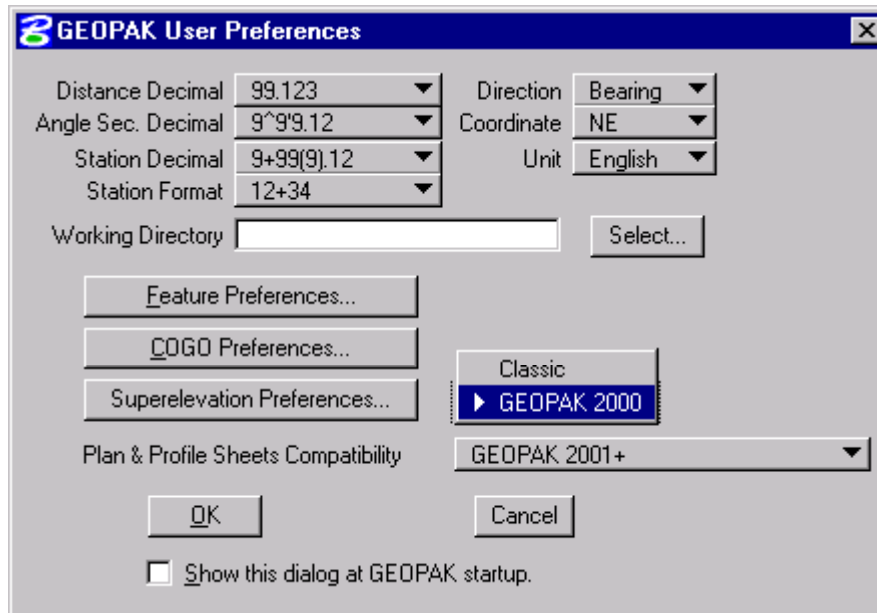 GEOPAK User Preferences
Distance Decimal 99.123 Direction Bearing
Angle Sec. Decimal 9^9'9.12 Coordinate NE
Station Decimal 9+99(9).12 Unit English
Station Format 12+34
Working Directory Select...
Feature Preferences...
COGO Preferences...
Classic
Superelevation Preferences... GEOPAK 2000
Plan & Profile Sheets Compatibility GEOPAK 2001+
OK Cancel
Show this dialog at GEOPAK startup.